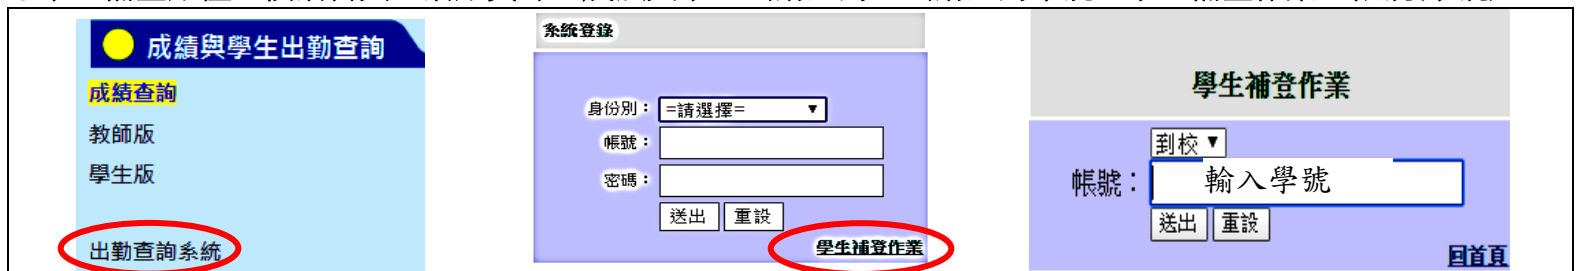 成績與學生出勤查詢
成績查詢
教師版
學生版
出勤查詢系統
系統登錄
身份別：=請選擇=
帳號：
密碼：
送出 重設
學生補登作業
學生補登作業
到校
帳號：輸入學號
送出 重設
回首頁